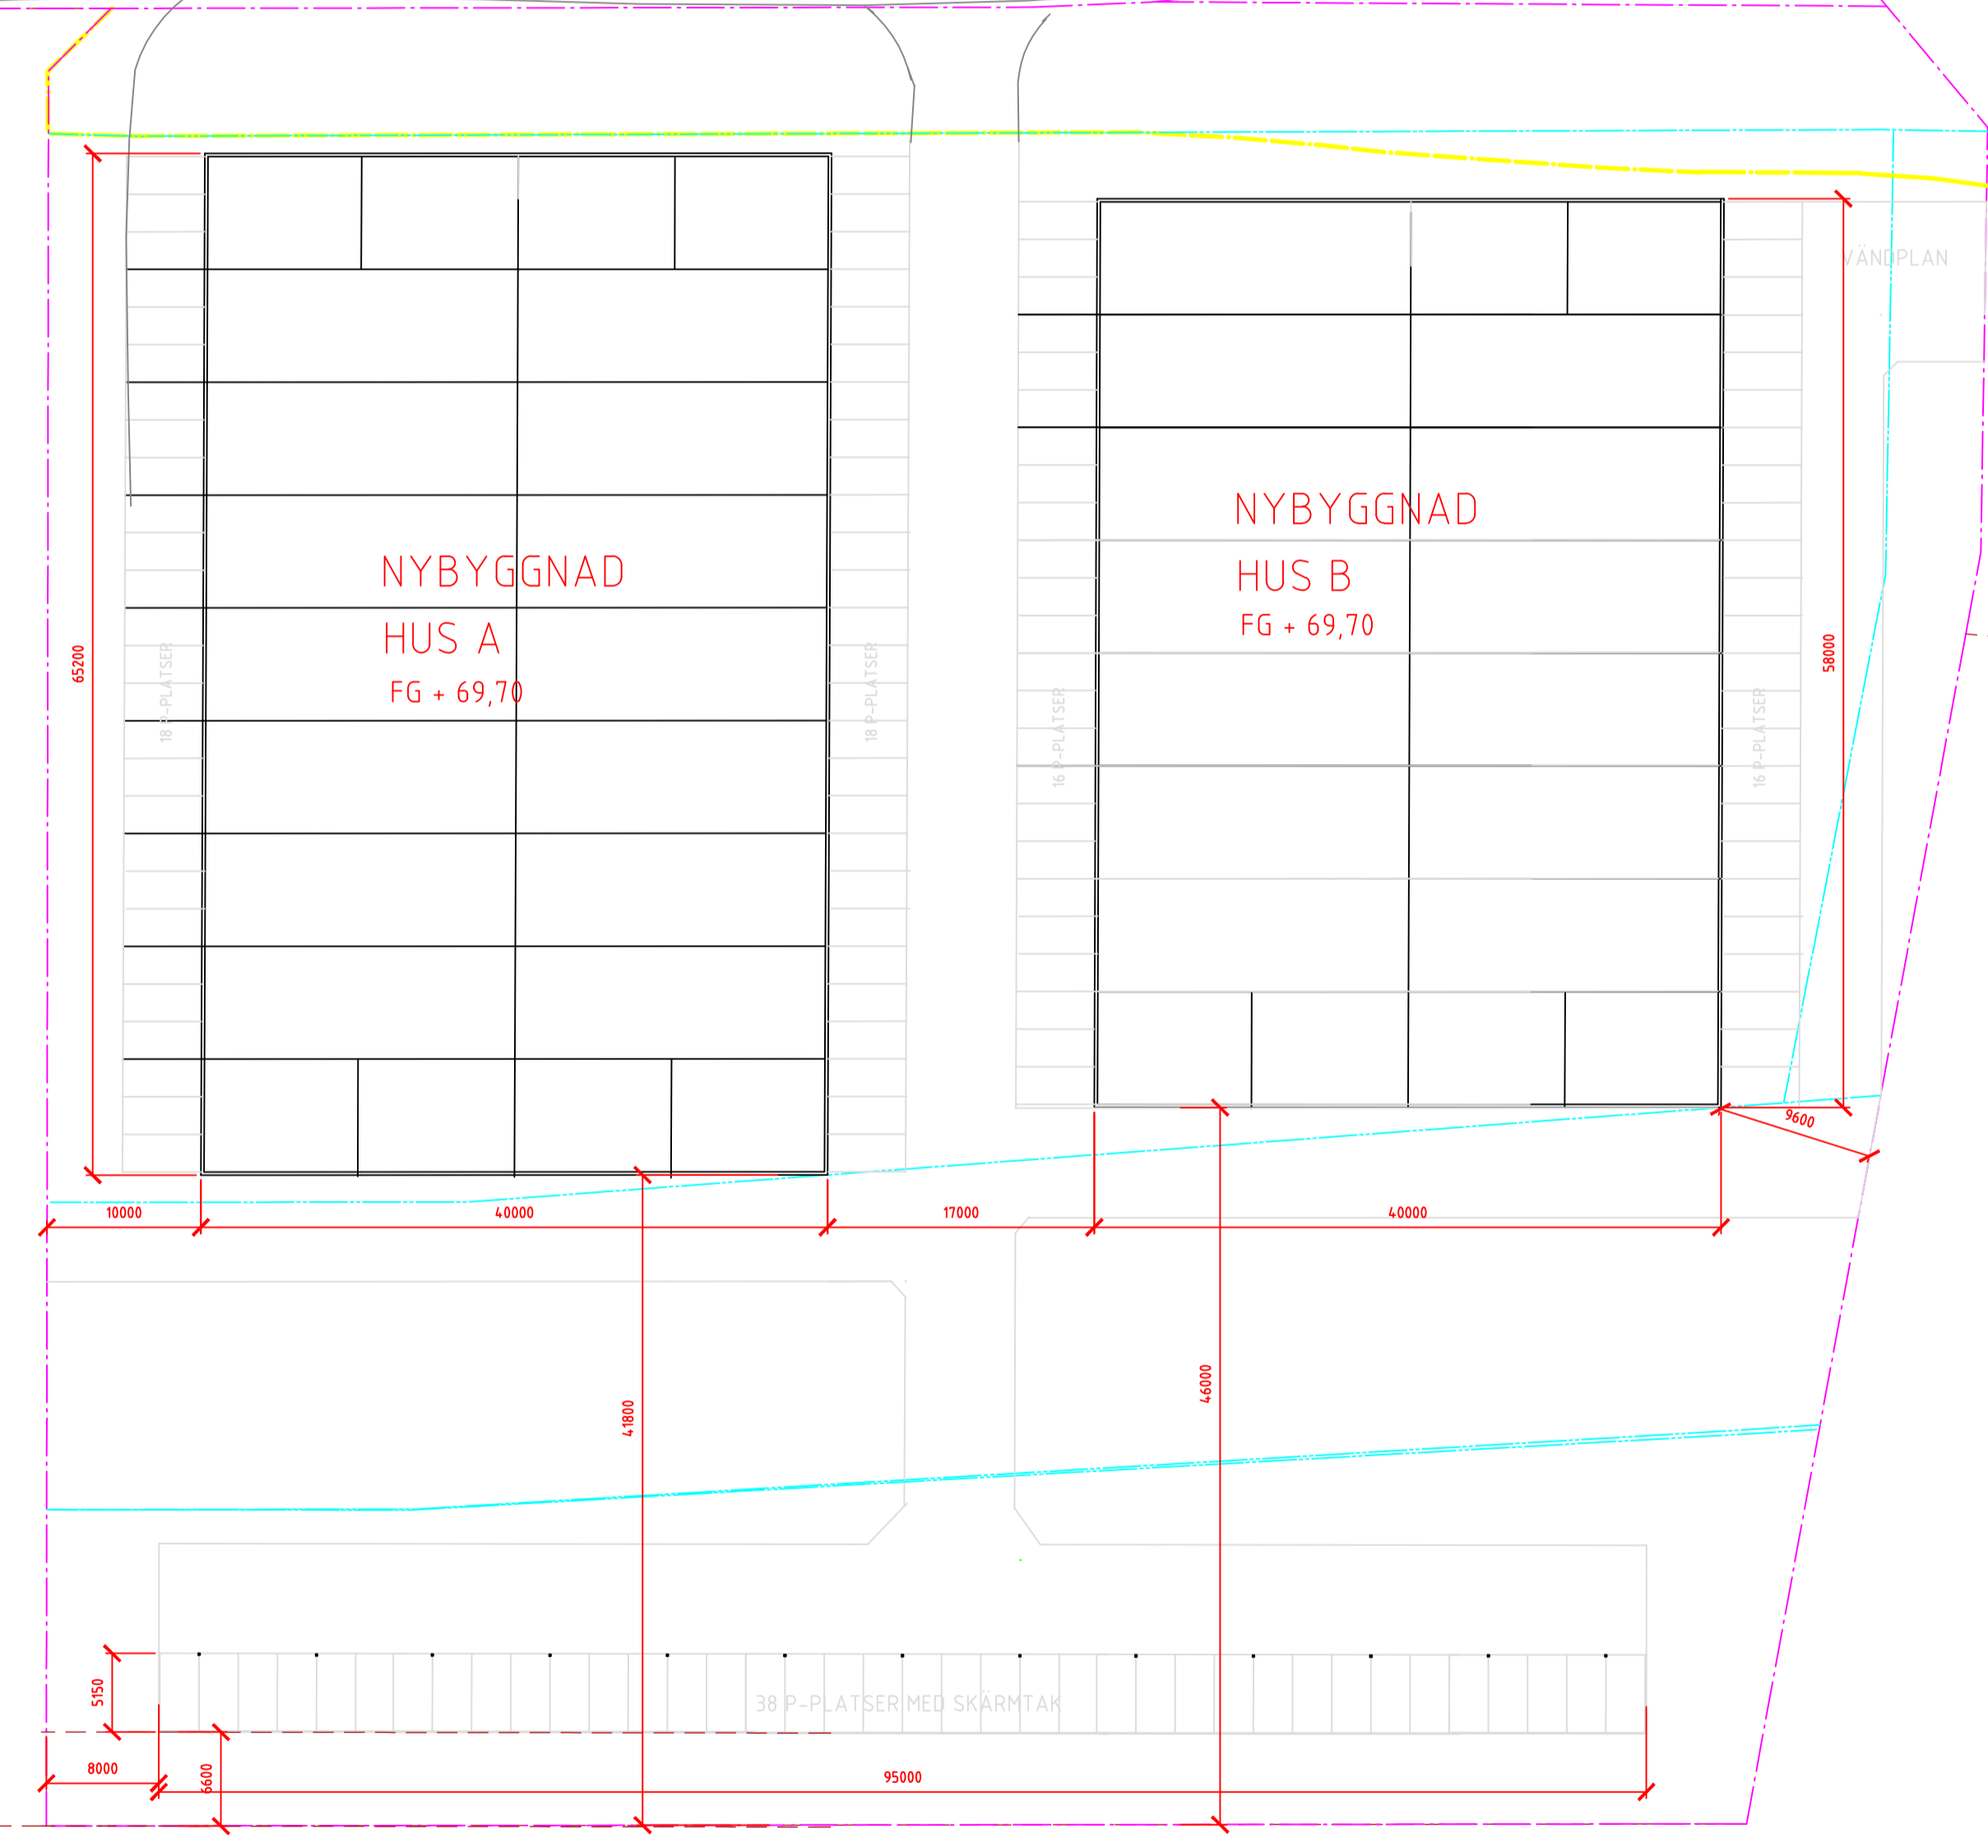 VÄNDPLAN
NYBYGGNAD
HUS B
FG + 69,70
NYBYGGNAD
HUS A
FG + 69,70
65200
18 P-PLATSER
18 P-PLATSER
16 P-PLATSER
16 P-PLATSER
58000
9600
10000
40000
17000
40000
41800
46000
5150
38 P-PLATSER MED SKÄRMTAK
8000
6600
95000